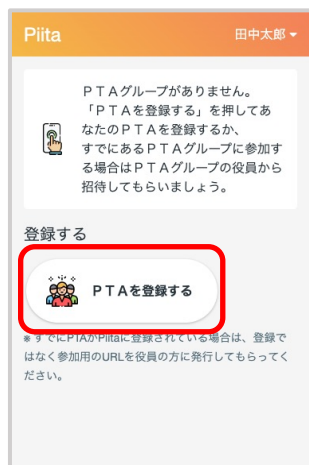 Piita
田中太郎▼
ＰＴＡグループがありません。
「ＰＴＡを登録する」を押してあ
なたのＰＴＡを登録するか、
すでにあるＰＴＡグループに参加す
る場合はＰＴＡグループの役員から
招待してもらいましょう。
登録する
ＰＴＡを登録する
※すでにPTAがPiitaに登録されている場合は、登録で
はなく参加用のURLを役員の方に発行してもらってく
ださい。